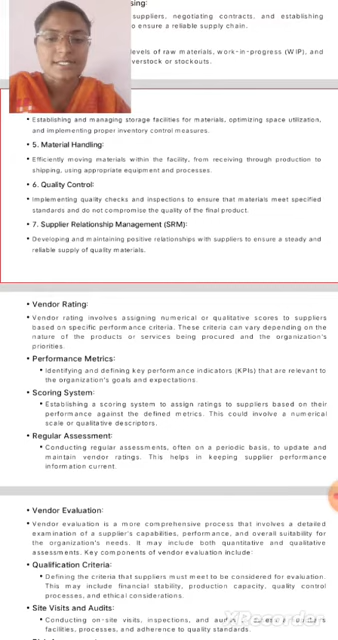 sing:
suppliers, negotiating contracts, and establishing
o ensure a reliable supply chain.
levels of raw materials, work-in-progress (WIP), and
verstock or stockouts.
• Establishing and managing storage facilities for materials, optimizing space utilization,
and implementing proper inventory control measures.
• 5. Material Handling:
• Efficiently moving materials within the facility, from receiving through production to
shipping, using appropriate equipment and processes.
• 6. Quality Control:
• Implementing quality checks and inspections to ensure that materials meet specified
standards and do not compromise the quality of the final product.
• 7. Supplier Relationship Management (SRM):
• Developing and maintaining positive relationships with suppliers to ensure a steady and
reliable supply of quality materials.
• Vendor Rating:
• Vendor rating involves assigning numerical or qualitative scores to suppliers
based on specific performance criteria. These criteria can vary depending on the
nature of the products or services being procured and the organization's
priorities.
• Performance Metrics:
• Identifying and defining key performance indicators (KPIs) that are relevant to
the organization's goals and expectations.
• Scoring System:
• Establishing a scoring system to assign ratings to suppliers based on their
performance against the defined metrics. This could involve a numerical
scale or qualitative descriptors.
• Regular Assessment:
• Conducting regular assessments, often on a periodic basis, to update and
maintain vendor ratings. This helps in keeping supplier performance
information current.
• Vendor Evaluation:
• Vendor evaluation is a more comprehensive process that involves a detailed
examination of a supplier's capabilities, performance, and overall suitability for
the organization's needs. It may include both quantitative and qualitative
assessments. Key components of vendor evaluation include:
• Qualification Criteria:
• Defining the criteria that suppliers must meet to be considered for evaluation.
This may include financial stability, production capacity, quality control
processes, and ethical considerations.
• Site Visits and Audits:
• Conducting on-site visits, inspections, and
facilities, processes, and adherence to quality standards.
XRecorder